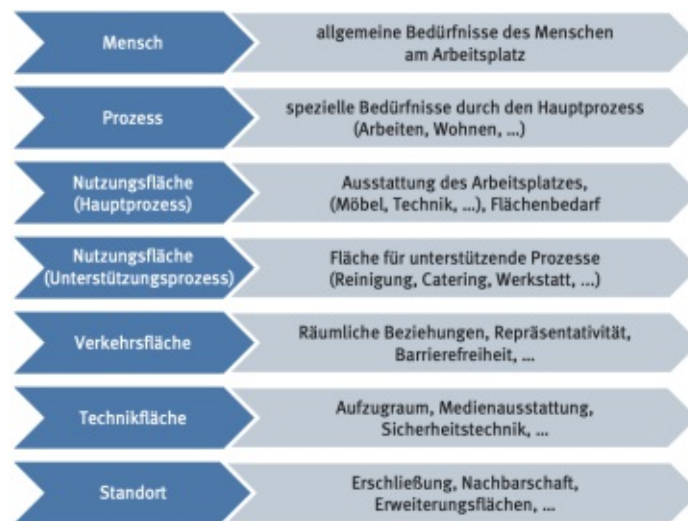 Mensch
allgemeine Bedürfnisse des Menschen
am Arbeitsplatz
Prozess
spezielle Bedürfnisse durch den Hauptprozess
(Arbeiten, Wohnen, ...)
Nutzungsfläche
(Hauptprozess)
Ausstattung des Arbeitsplatzes,
(Möbel, Technik, ...), Flächenbedarf
Nutzungsfläche
(Unterstützungsprozess)
Fläche für unterstützende Prozesse
(Reinigung, Catering, Werkstatt, ...)
Verkehrsfläche
Räumliche Beziehungen, Repräsentativität,
Barrierefreiheit, ...
Technikfläche
Aufzugraum, Medienausstattung,
Sicherheitstechnik, ...
Standort
Erschließung, Nachbarschaft,
Erweiterungsflächen, ...